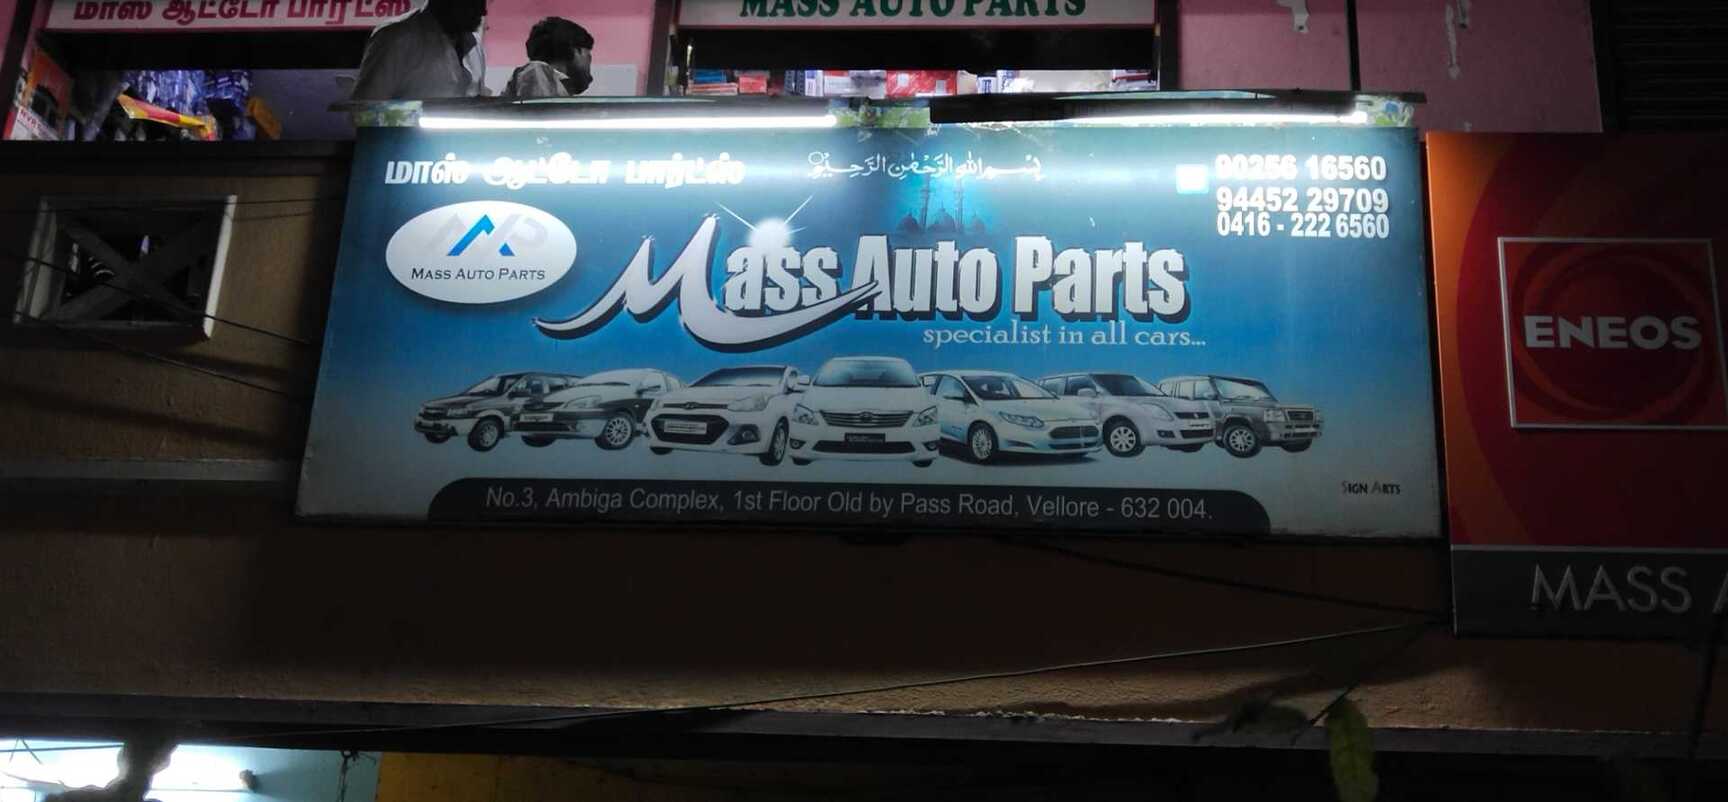 மாஸ் ஆட்டோ பார்ட்ஸ்
MASS AUTO PARTS
மாஸ் ஆட்டோ பார்ட்ஸ்
بسم الله الرحمن الرحيم
90256 16560
94452 29709
0416 - 222 6560
MASS AUTO PARTS
Mass Auto Parts
specialist in all cars...
SIGN ARTS
No.3, Ambiga Complex, 1st Floor Old by Pass Road, Vellore - 632 004.
ENEOS
MASS